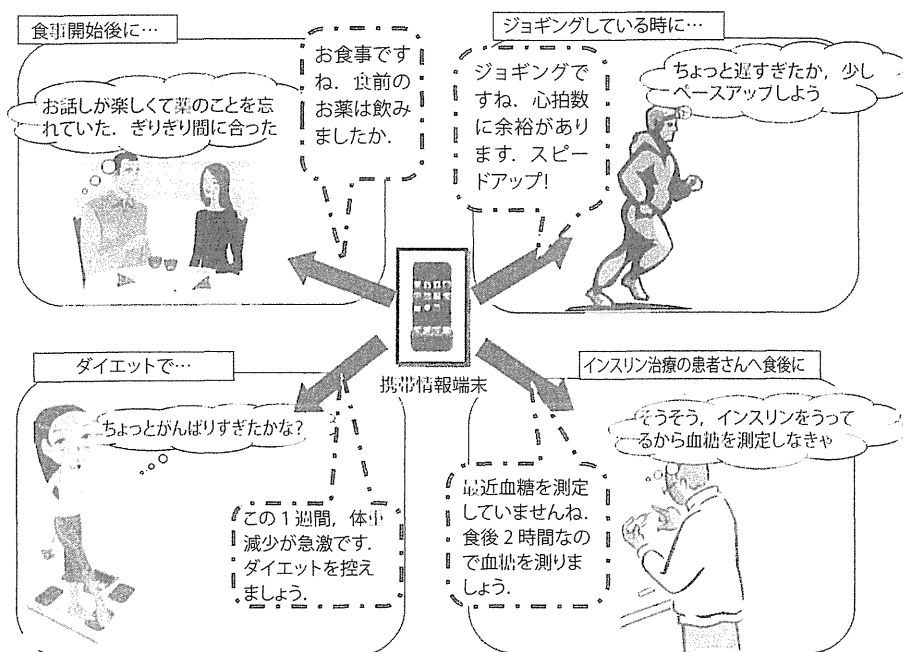 食事開始後に…
お食事です
ね．食前の
お薬は飲み
ましたか．
お話しが楽しくて薬のことを忘
れていた．ぎりぎり間に合った
ジョギングしている時に…
ジョギングで
すね．心拍数
に余裕があり
ます．スピー
ドアップ!
ちょっと遅すぎたか，少し
ペースアップしよう
携帯情報端末
ダイエットで…
ちょっとがんばりすぎたかな?
この1週間，体重
減少が急激です．
ダイエットを控え
ましょう．
インスリン治療の患者さんへ食後に
そうそう，インスリンをうって
るから血糖を測定しなきゃ
最近血糖を測定
していませんね．
食後2時間なの
で血糖を測りま
しょう．